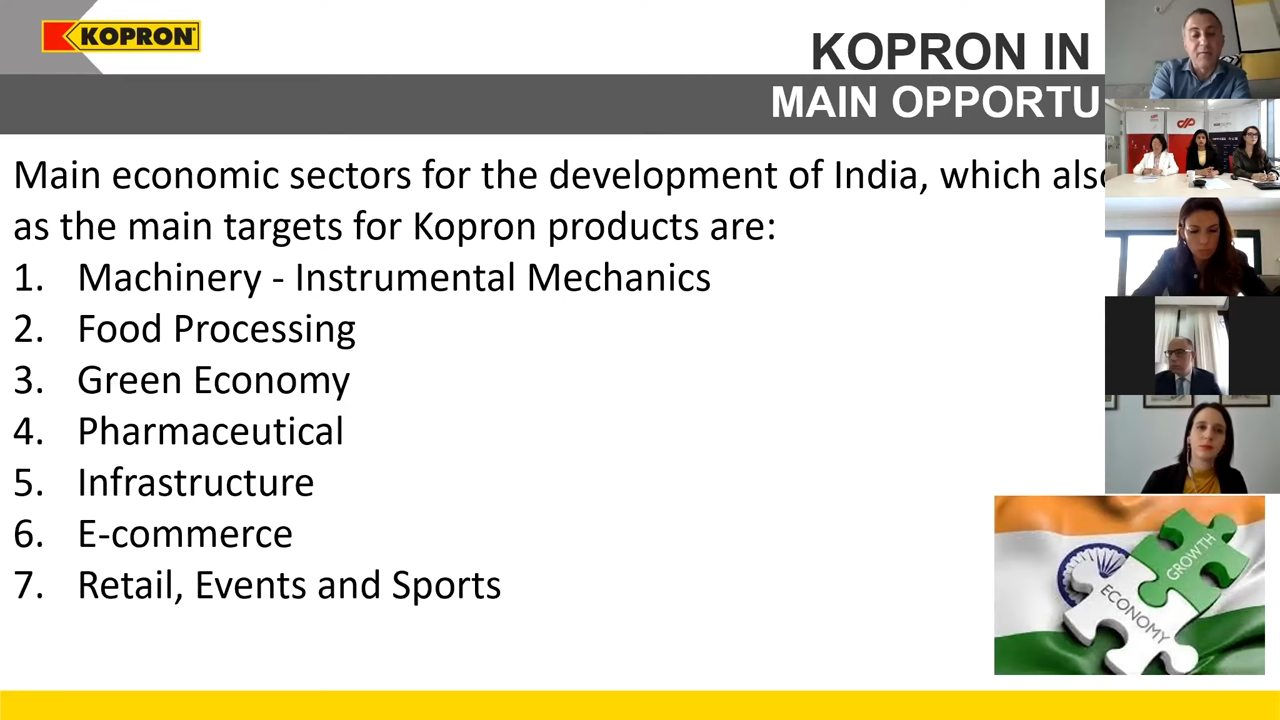 KOPRON
KOPRON IN
MAIN OPPORTU
Main economic sectors for the development of India, which also
as the main targets for Kopron products are:
1. Machinery - Instrumental Mechanics
2. Food Processing
3. Green Economy
4. Pharmaceutical
5. Infrastructure
6. E-commerce
7. Retail, Events and Sports
GROWTH
ECONOMY